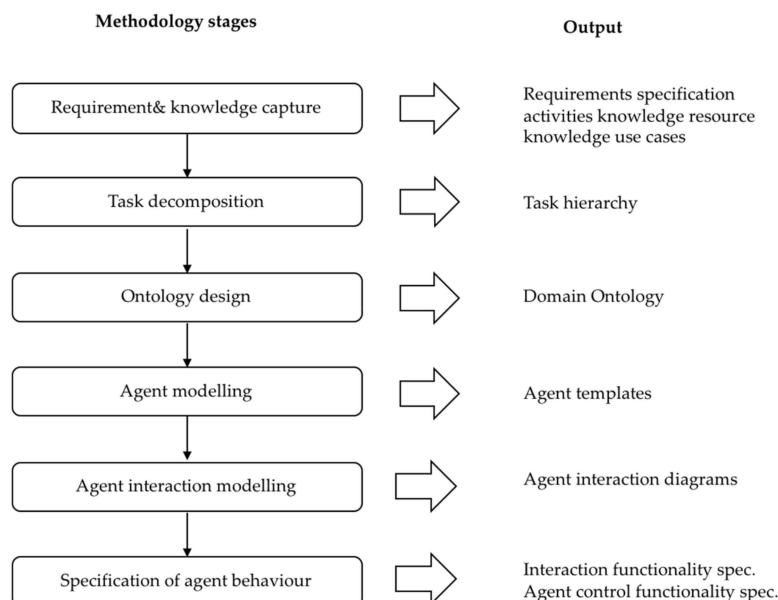 Methodology stages
Output
Requirement& knowledge capture
Requirements specification
activities knowledge resource
knowledge use cases
Task decomposition
Task hierarchy
Ontology design
Domain Ontology
Agent modelling
Agent templates
Agent interaction modelling
Agent interaction diagrams
Specification of agent behaviour
Interaction functionality spec.
Agent control functionality spec.